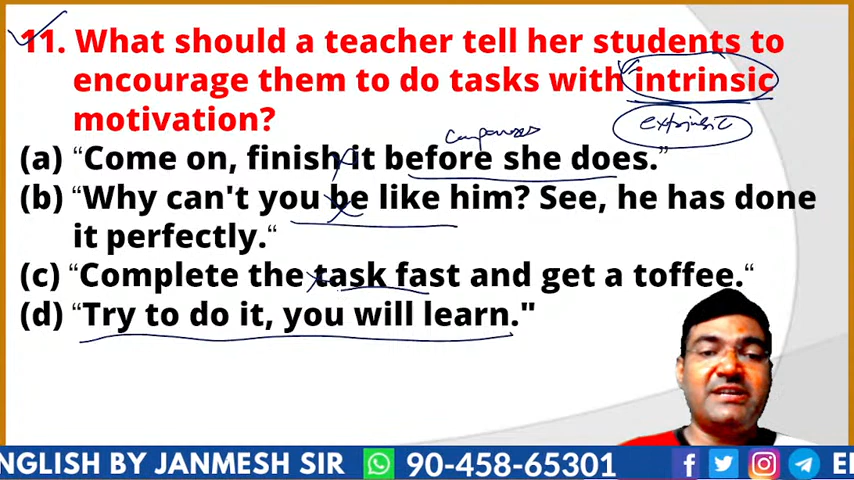 11. What should a teacher tell her students to
encourage them to do tasks with intrinsic
motivation?
extrinsic
(a) “Come on, finish it before she does.”
(b) “Why can't you be like him? See, he has done
it perfectly.“
(c) “Complete the task fast and get a toffee.“
(d) “Try to do it, you will learn."
NGLISH BY JANMESH SIR 90-458-65301 f